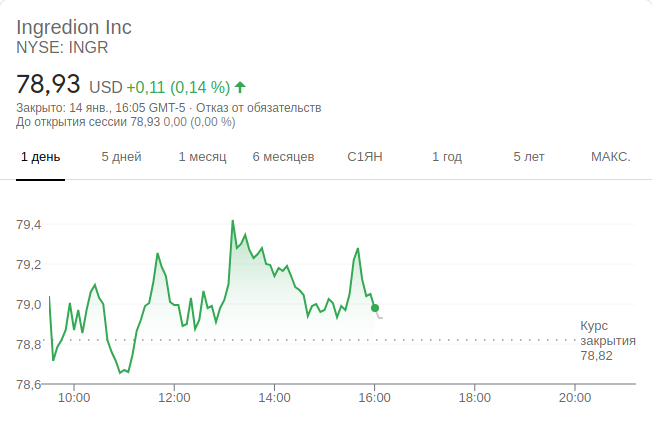 Ingredion Inc
NYSE: INGR
78,93 USD +0,11 (0,14 %)
Закрыто: 14 янв., 16:05 GMT-5 · Отказ от обязательств
До открытия сессии 78,93 0,00 (0,00 %)
1 день 5 дней 1 месяц 6 месяцев С1ЯН 1 год 5 лет МАКС.
79,4
79,2
79,0
78,8
78,6
Курс
закрытия
78,82
10:00 12:00 14:00 16:00 18:00 20:00